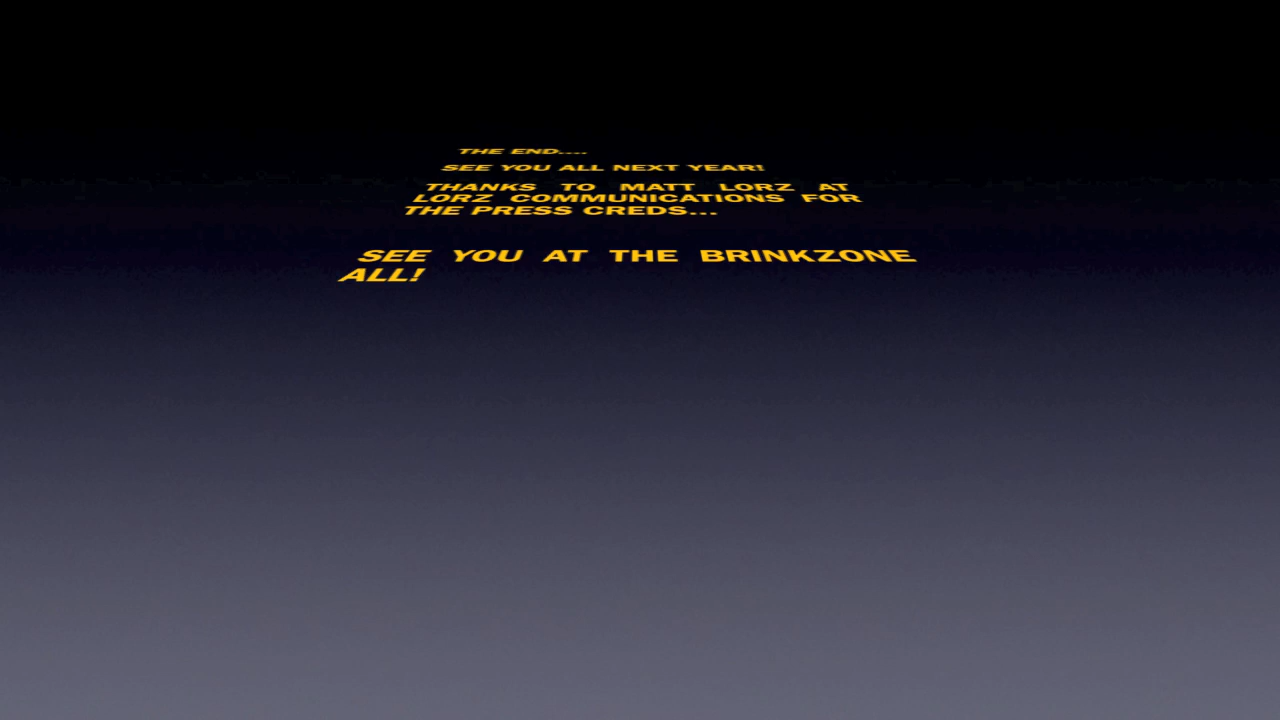 THE END....
SEE YOU ALL NEXT YEAR!
THANKS TO MATT LORZ AT
LORZ COMMUNICATIONS FOR
THE PRESS CREDS...
SEE YOU AT THE BRINKZONE
ALL!